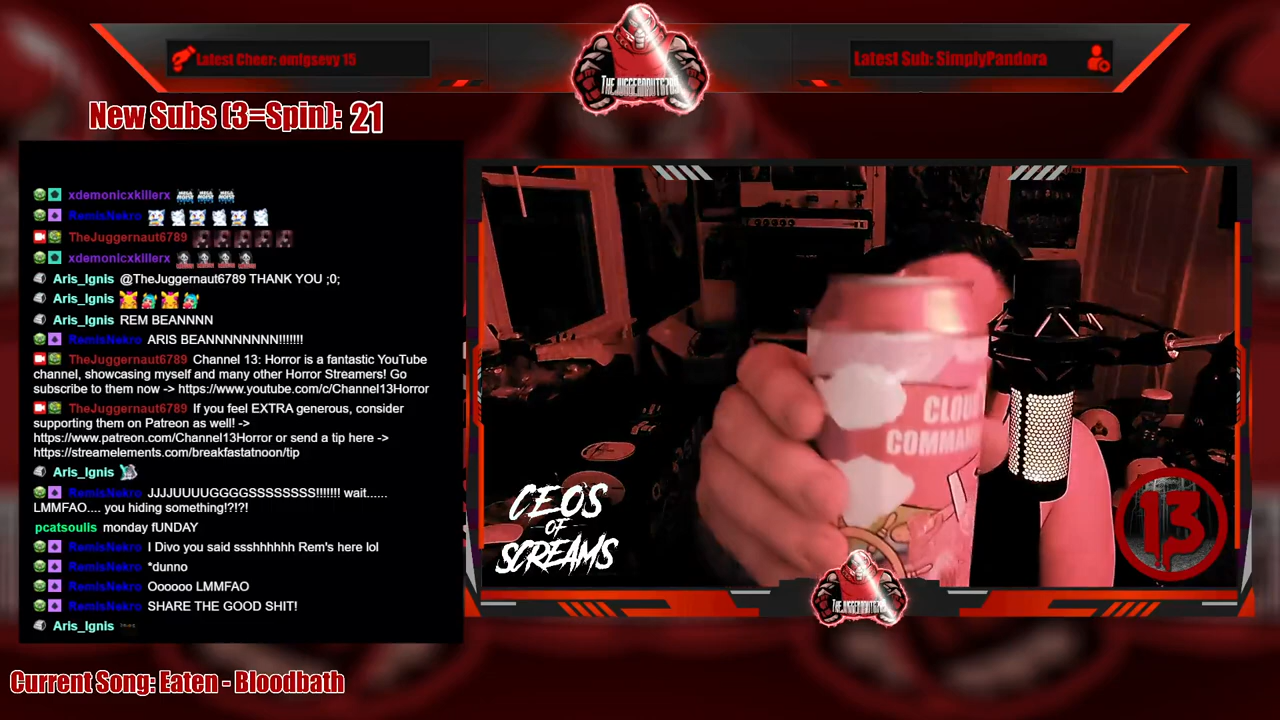 Latest Cheer: omfgsevy 15
THEJUGGERNAUT6789
Latest Sub: SimplyPandora
New Subs (3=Spin): 21
xdemonicxkillerx
RemisNekro
TheJuggernaut6789
xdemonicxkillerx
Aris_Ignis @TheJuggernaut6789 THANK YOU ;0;
Aris_Ignis
Aris_Ignis REM BEANNNN
RemisNekro ARIS BEANNNNNNNN!!!!!!!
TheJuggernaut6789 Channel 13: Horror is a fantastic YouTube
channel, showcasing myself and many other Horror Streamers! Go
subscribe to them now -> https://www.youtube.com/c/Channel13Horror
TheJuggernaut6789 If you feel EXTRA generous, consider
supporting them on Patreon as well! ->
https://www.patreon.com/Channel13Horror or send a tip here ->
https://streamelements.com/breakfastatnoon/tip
Aris_Ignis
RemisNekro JJJJUUUUGGGGSSSSSSSS!!!!!!! wait......
LMMFAO.... you hiding something!?!?!
pcatsoulls monday fUNDAY
RemisNekro I Divo you said ssshhhhhh Rem's here lol
RemisNekro *dunno
RemisNekro Oooooo LMMFAO
RemisNekro SHARE THE GOOD SHIT!
Aris_Ignis
CLOUD
CEO'S
OF
SCREAMS
13
THEJUGGERNAUT6789
Current Song: Eaten - Bloodbath